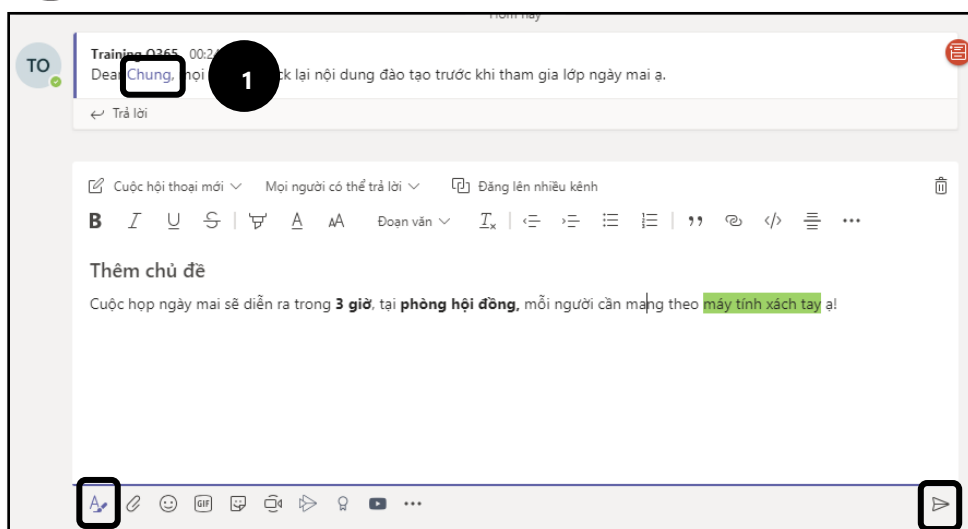 Hôm nay
TO
Training O365 00:24
Dear Chung, mọi lại nội dung đào tạo trước khi tham gia lớp ngày mai ạ.
1
Trả lời
Cuộc hội thoại mới Mọi người có thể trả lời Đăng lên nhiều kênh
B I U S A AA Đoạn văn Tx </> •••
Thêm chủ đề
Cuộc họp ngày mai sẽ diễn ra trong 3 giờ, tại phòng hội đồng, mỗi người cần mang theo máy tính xách tay ạ!
GIF •••